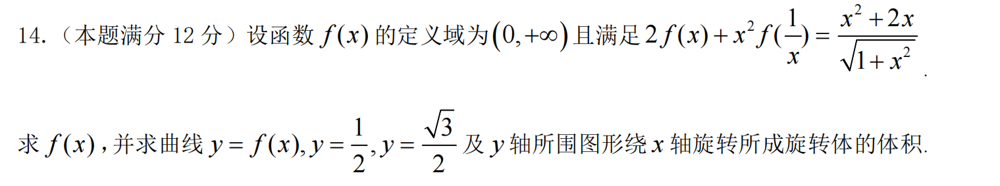 14.（本题满分 12 分）设函数 $f(x)$ 的定义域为 $(0,+\infty)$ 且满足 $2f(x)+x^2f(\frac{1}{x})=\frac{x^2+2x}{\sqrt{1+x^2}}$.
求 $f(x)$，并求曲线 $y=f(x),y=\frac{1}{2},y=\frac{\sqrt{3}}{2}$ 及 $y$ 轴所围图形绕 $x$ 轴旋转所成旋转体的体积.